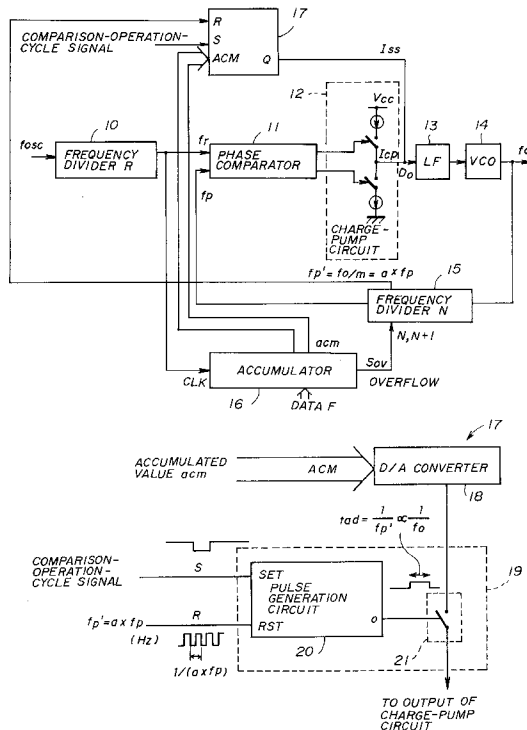 17
R
COMPARISON-OPERATION-
CYCLE SIGNAL
S
ACM
Q
Iss
12
Vcc
10
11
13
14
fosc
FREQUENCY
DIVIDER R
fr
PHASE
COMPARATOR
fp
Icp
Do
LF
VCO
fo
CHARGE-
PUMP
CIRCUIT
fp' = fo/m = a x fp
15
FREQUENCY
DIVIDER N
acm
N, N+1
ACCUMULATOR
Sov
CLK
OVERFLOW
16
DATA F
17
ACCUMULATED
VALUE acm
ACM
D/A CONVERTER
18
tad = 1/fp' ∝ 1/fo
19
COMPARISON-
OPERATION-
CYCLE SIGNAL
S
SET
PULSE
GENERATION
CIRCUIT
O
fp' = a x fp
R
RST
(Hz)
20
21
1/(a x fp)
TO OUTPUT OF
CHARGE-PUMP
CIRCUIT